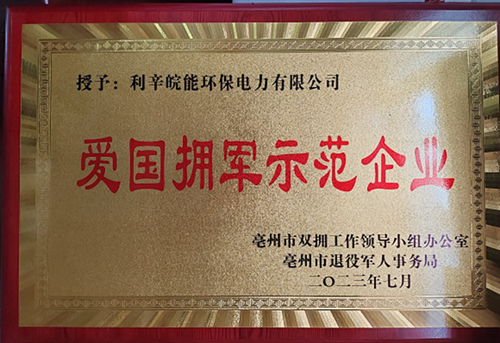 授予：利辛皖能环保电力有限公司
爱国拥军示范企业
亳州市双拥工作领导小组办公室
亳州市退役军人事务局
二〇二三年七月